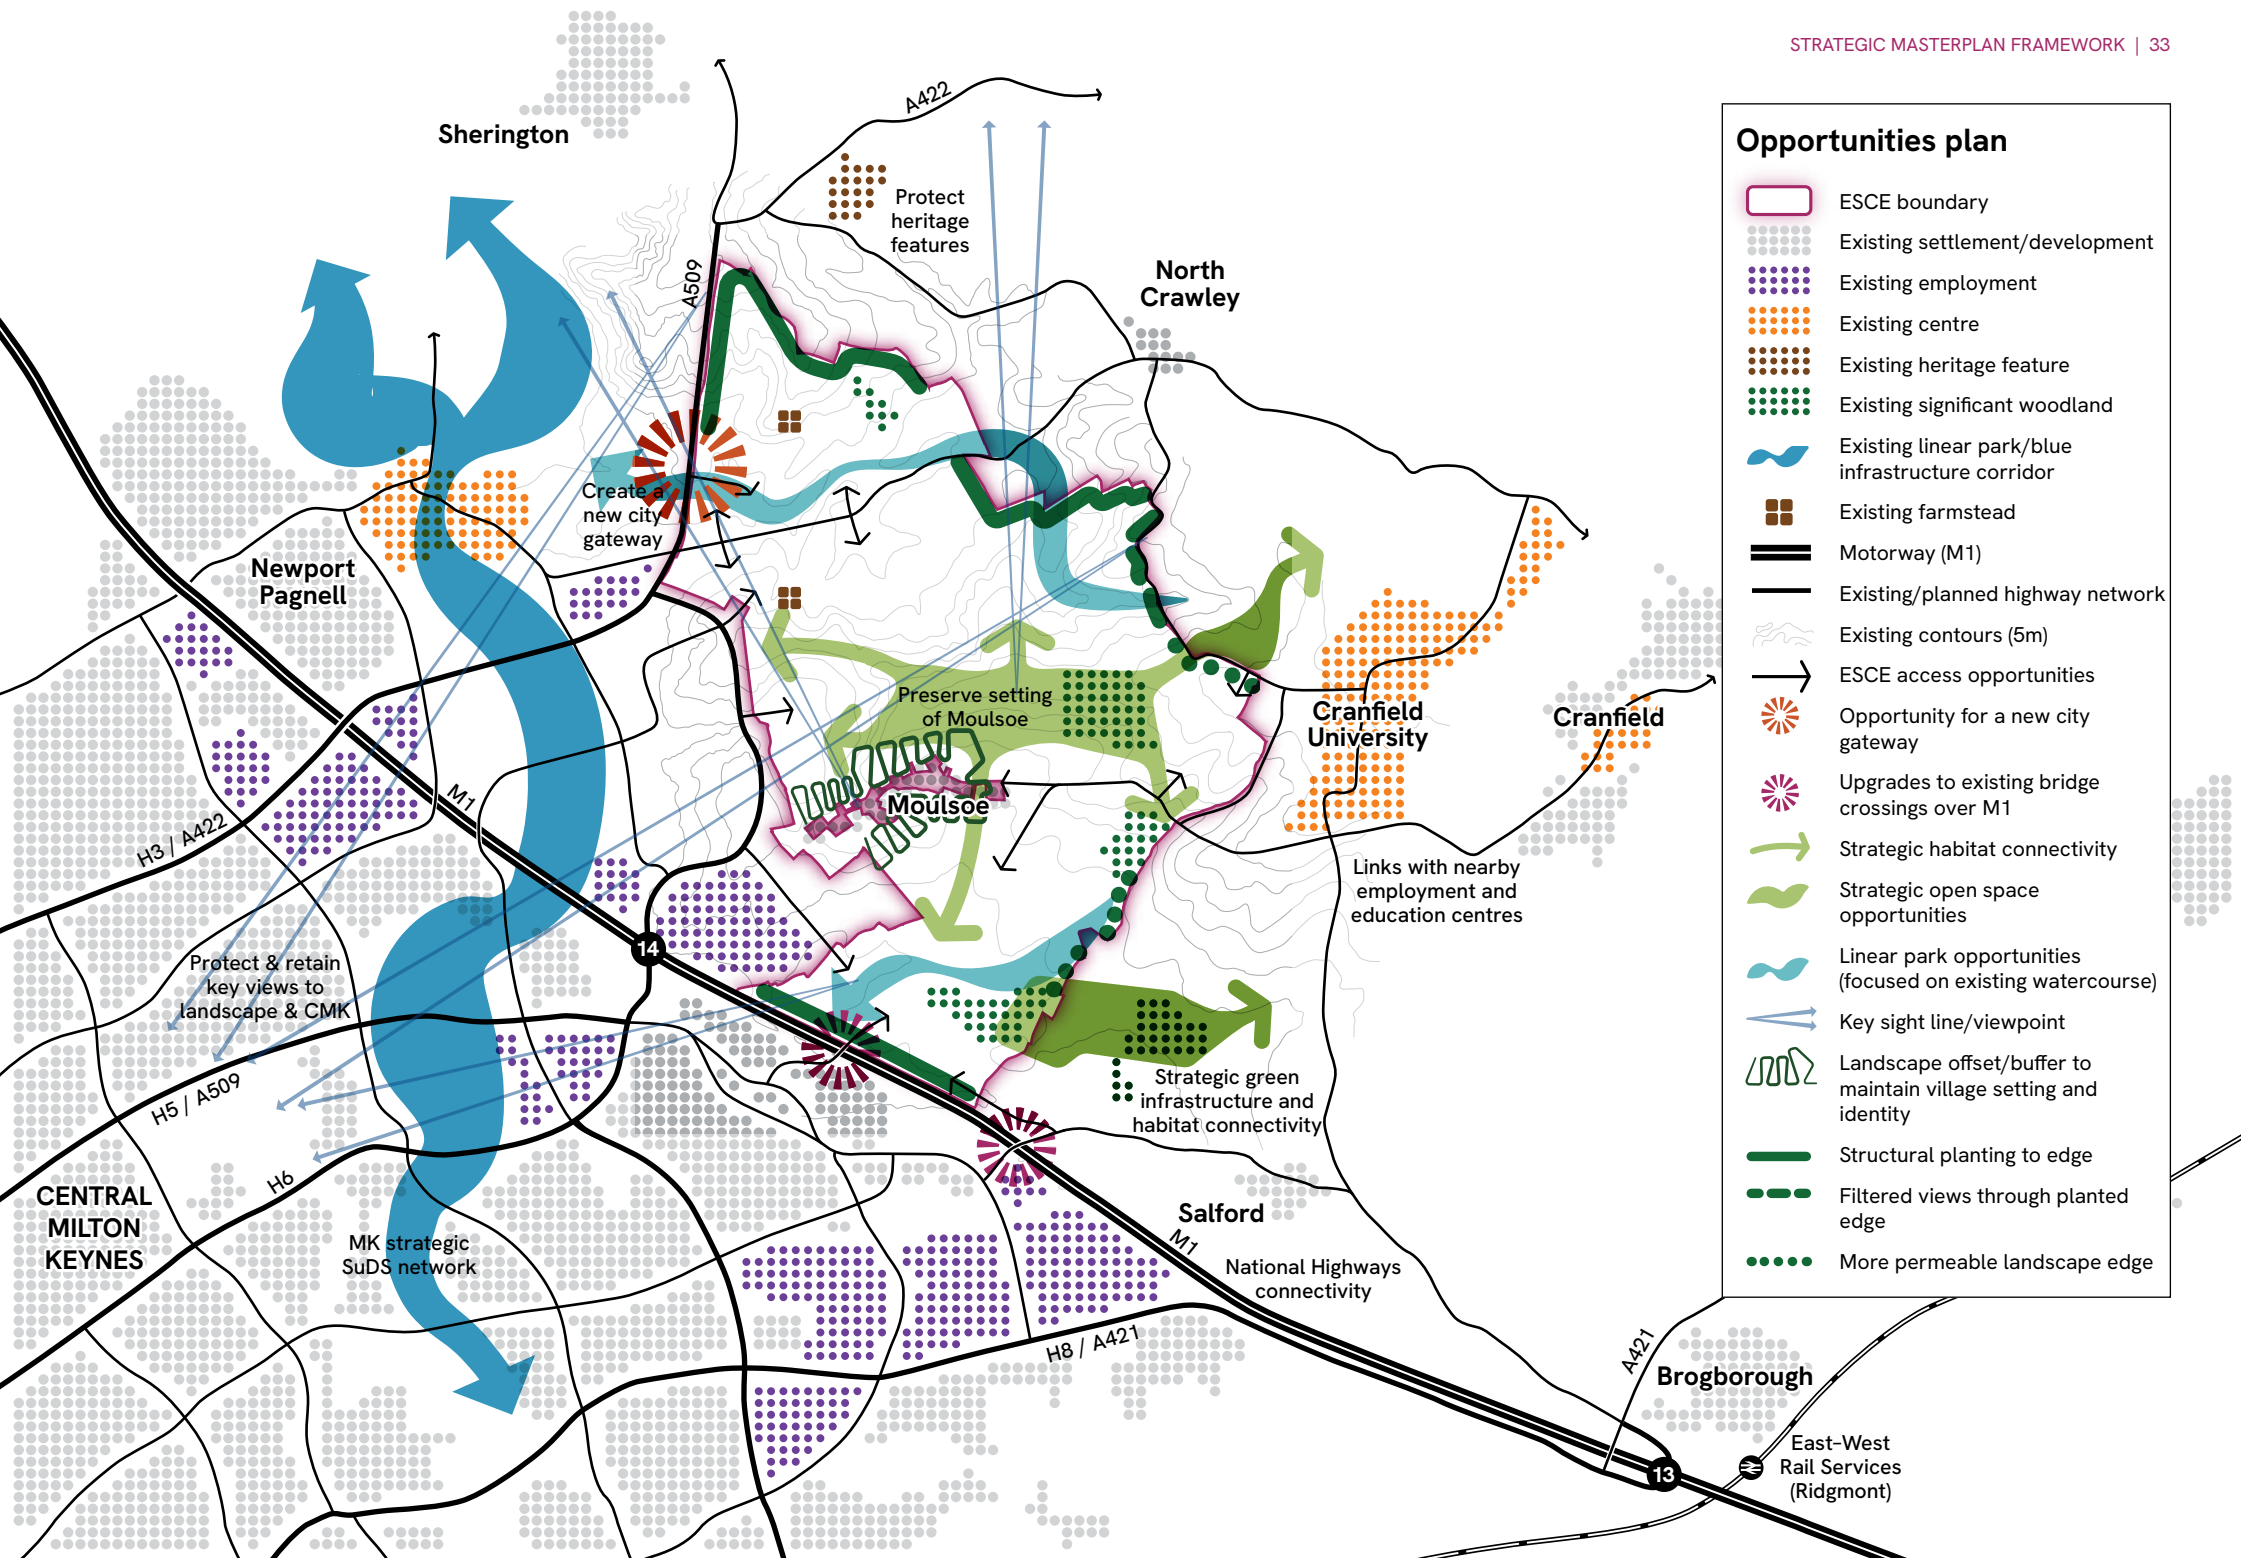 STRATEGIC MASTERPLAN FRAMEWORK | 33
Opportunities plan
ESCE boundary
Existing settlement/development
Existing employment
Existing centre
Existing heritage feature
Existing significant woodland
Existing linear park/blue
infrastructure corridor
Existing farmstead
Motorway (M1)
Existing/planned highway network
Existing contours (5m)
ESCE access opportunities
Opportunity for a new city
gateway
Upgrades to existing bridge
crossings over M1
Strategic habitat connectivity
Strategic open space
opportunities
Linear park opportunities
(focused on existing watercourse)
Key sight line/viewpoint
Landscape offset/buffer to
maintain village setting and
identity
Structural planting to edge
Filtered views through planted
edge
More permeable landscape edge
A422
Sherington
Protect
heritage
features
A509
North
Crawley
Create a
new city
gateway
Newport
Pagnell
Preserve setting
of Moulsoe
Cranfield
University
Cranfield
Moulsoe
M1
H3 / A422
Links with nearby
employment and
education centres
14
Protect & retain
key views to
landscape & CMK
H5 / A509
Strategic green
infrastructure and
habitat connectivity
H6
CENTRAL
MILTON
KEYNES
Salford
M1
MK strategic
SuDS network
National Highways
connectivity
H8 / A421
A421
Brogborough
East-West
Rail Services
(Ridgmont)
13